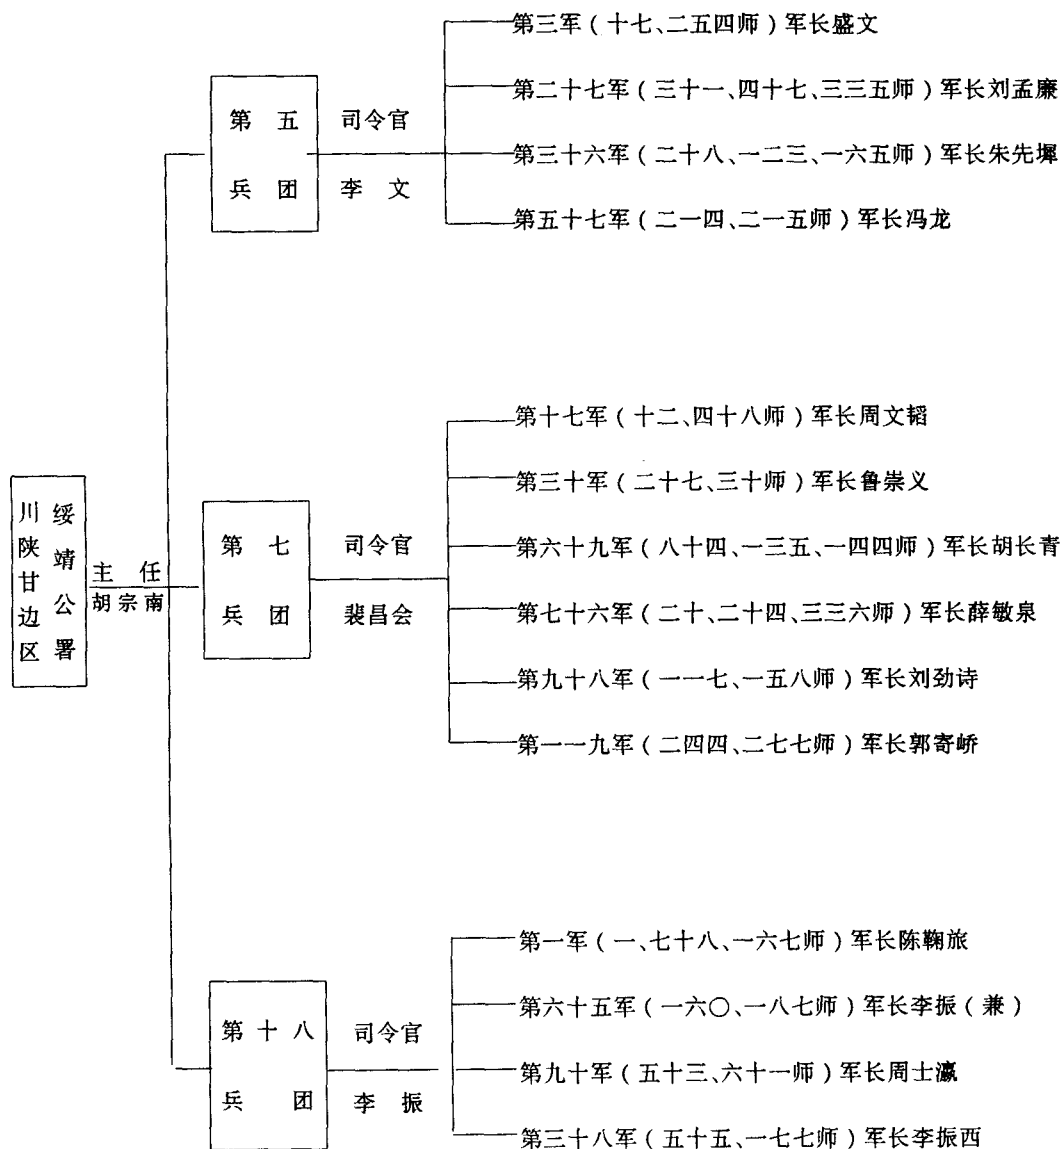 川陕甘边区
绥靖公署
主任
胡宗南
第五
兵团
司令官
李文
第三军（十七、二五四师）军长盛文
第二十七军（三十一、四十七、三三五师）军长刘孟廉
第三十六军（二十八、一二三、一六五师）军长朱先墀
第五十七军（二一四、二一五师）军长冯龙
第七
兵团
司令官
裴昌会
第十七军（十二、四十八师）军长周文韬
第三十军（二十七、三十师）军长鲁崇义
第六十九军（八十四、一三五、一四四师）军长胡长青
第七十六军（二十、二十四、三三六师）军长薛敏泉
第九十八军（一一七、一五八师）军长刘劲诗
第一一九军（二四四、二七七师）军长郭寄峤
第十八
兵团
司令官
李振
第一军（一、七十八、一六七师）军长陈鞠旅
第六十五军（一六〇、一八七师）军长李振（兼）
第九十军（五十三、六十一师）军长周士瀛
第三十八军（五十五、一七七师）军长李振西